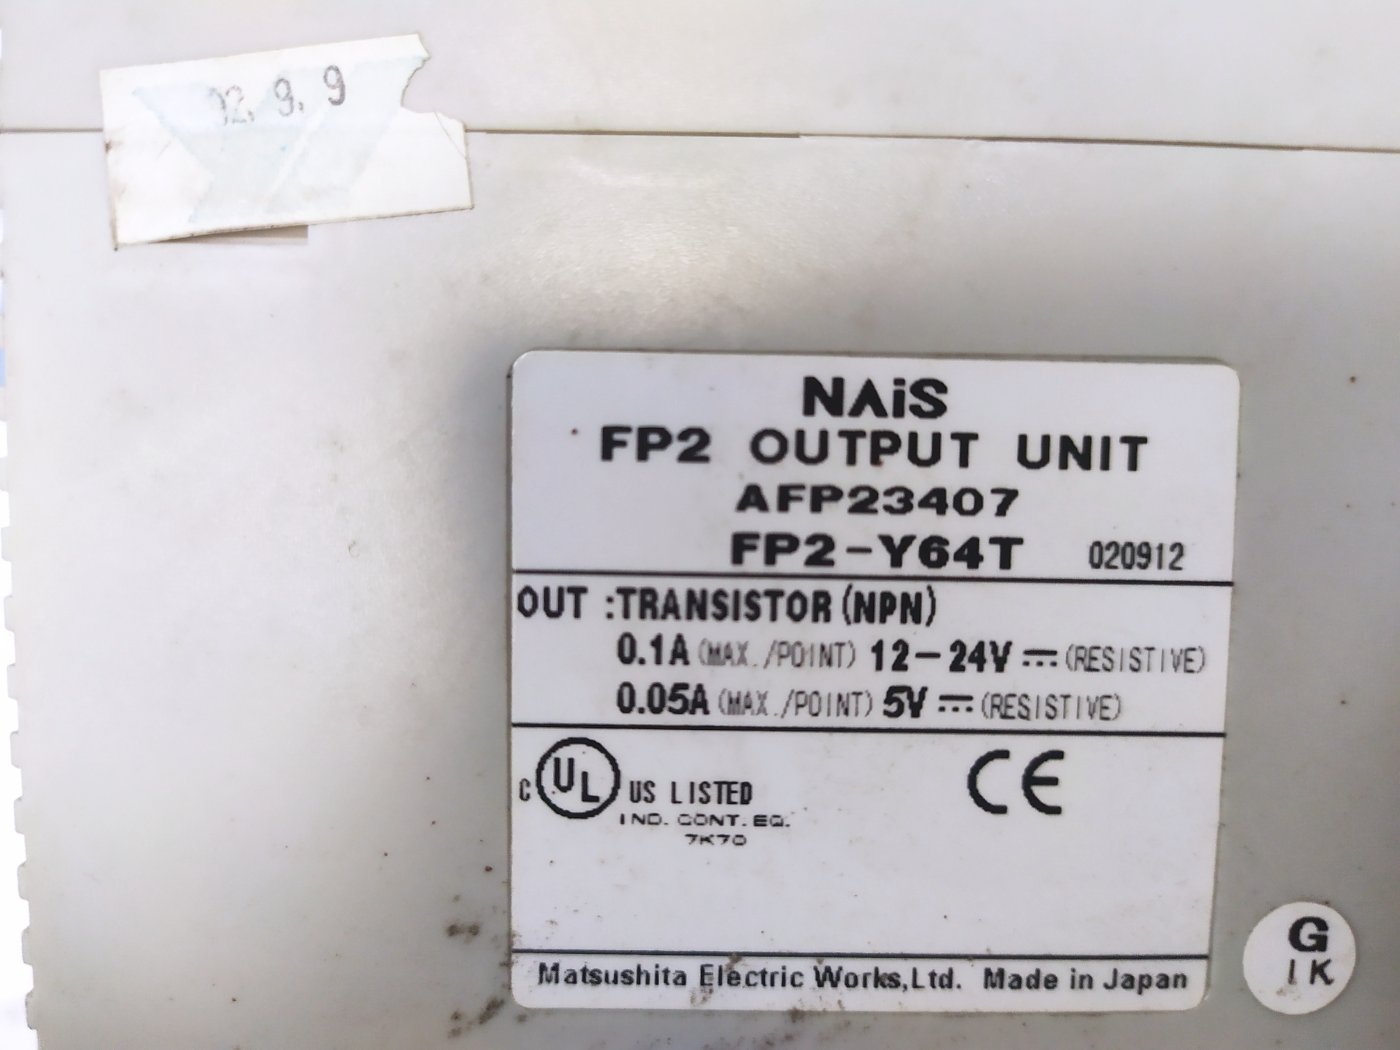 02. 9. 9
NAiS
FP2 OUTPUT UNIT
AFP23407
FP2-Y64T 020912
OUT :TRANSISTOR(NPN)
0.1A (MAX./POINT) 12-24V ⎓ (RESISTIVE)
0.05A (MAX./POINT) 5V ⎓ (RESISTIVE)
C UL US LISTED CE
IND. CONT. EQ.
7K70
G
IK
Matsushita Electric Works,Ltd. Made in Japan